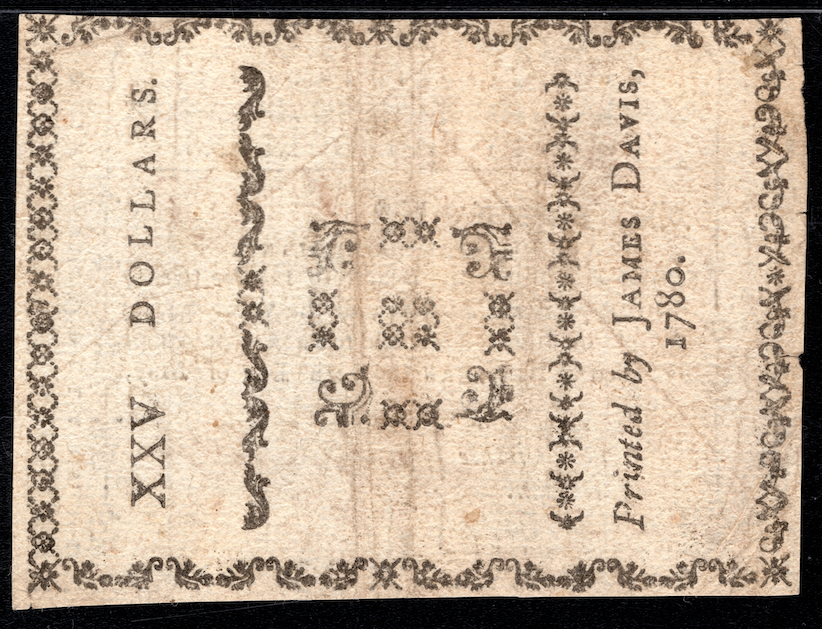 XXV DOLLARS.
Printed by JAMES DAVIS,
1780.